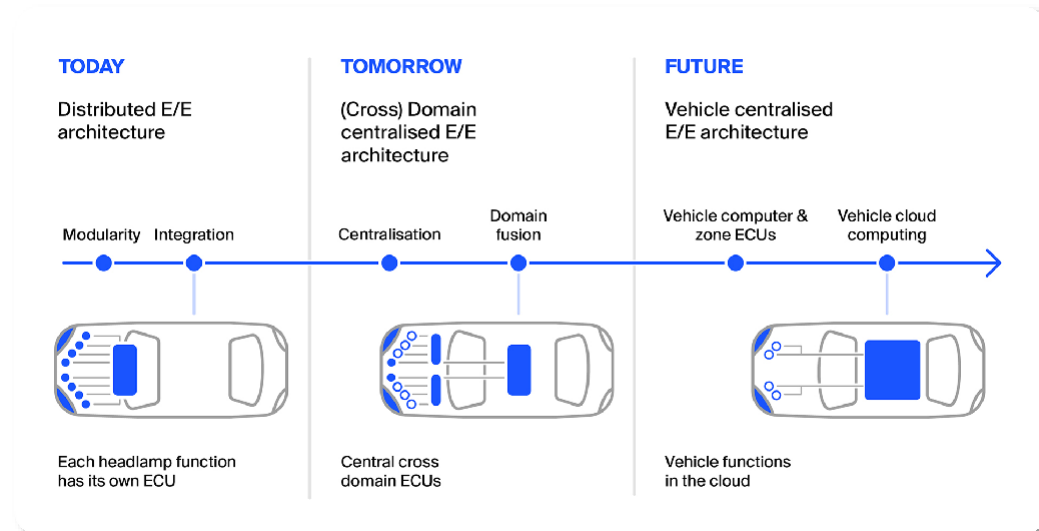 TODAY
Distributed E/E
architecture
Modularity
Integration
Each headlamp function
has its own ECU
TOMORROW
(Cross) Domain
centralised E/E
architecture
Centralisation
Domain
fusion
Central cross
domain ECUs
FUTURE
Vehicle centralised
E/E architecture
Vehicle computer &
zone ECUs
Vehicle cloud
computing
Vehicle functions
in the cloud